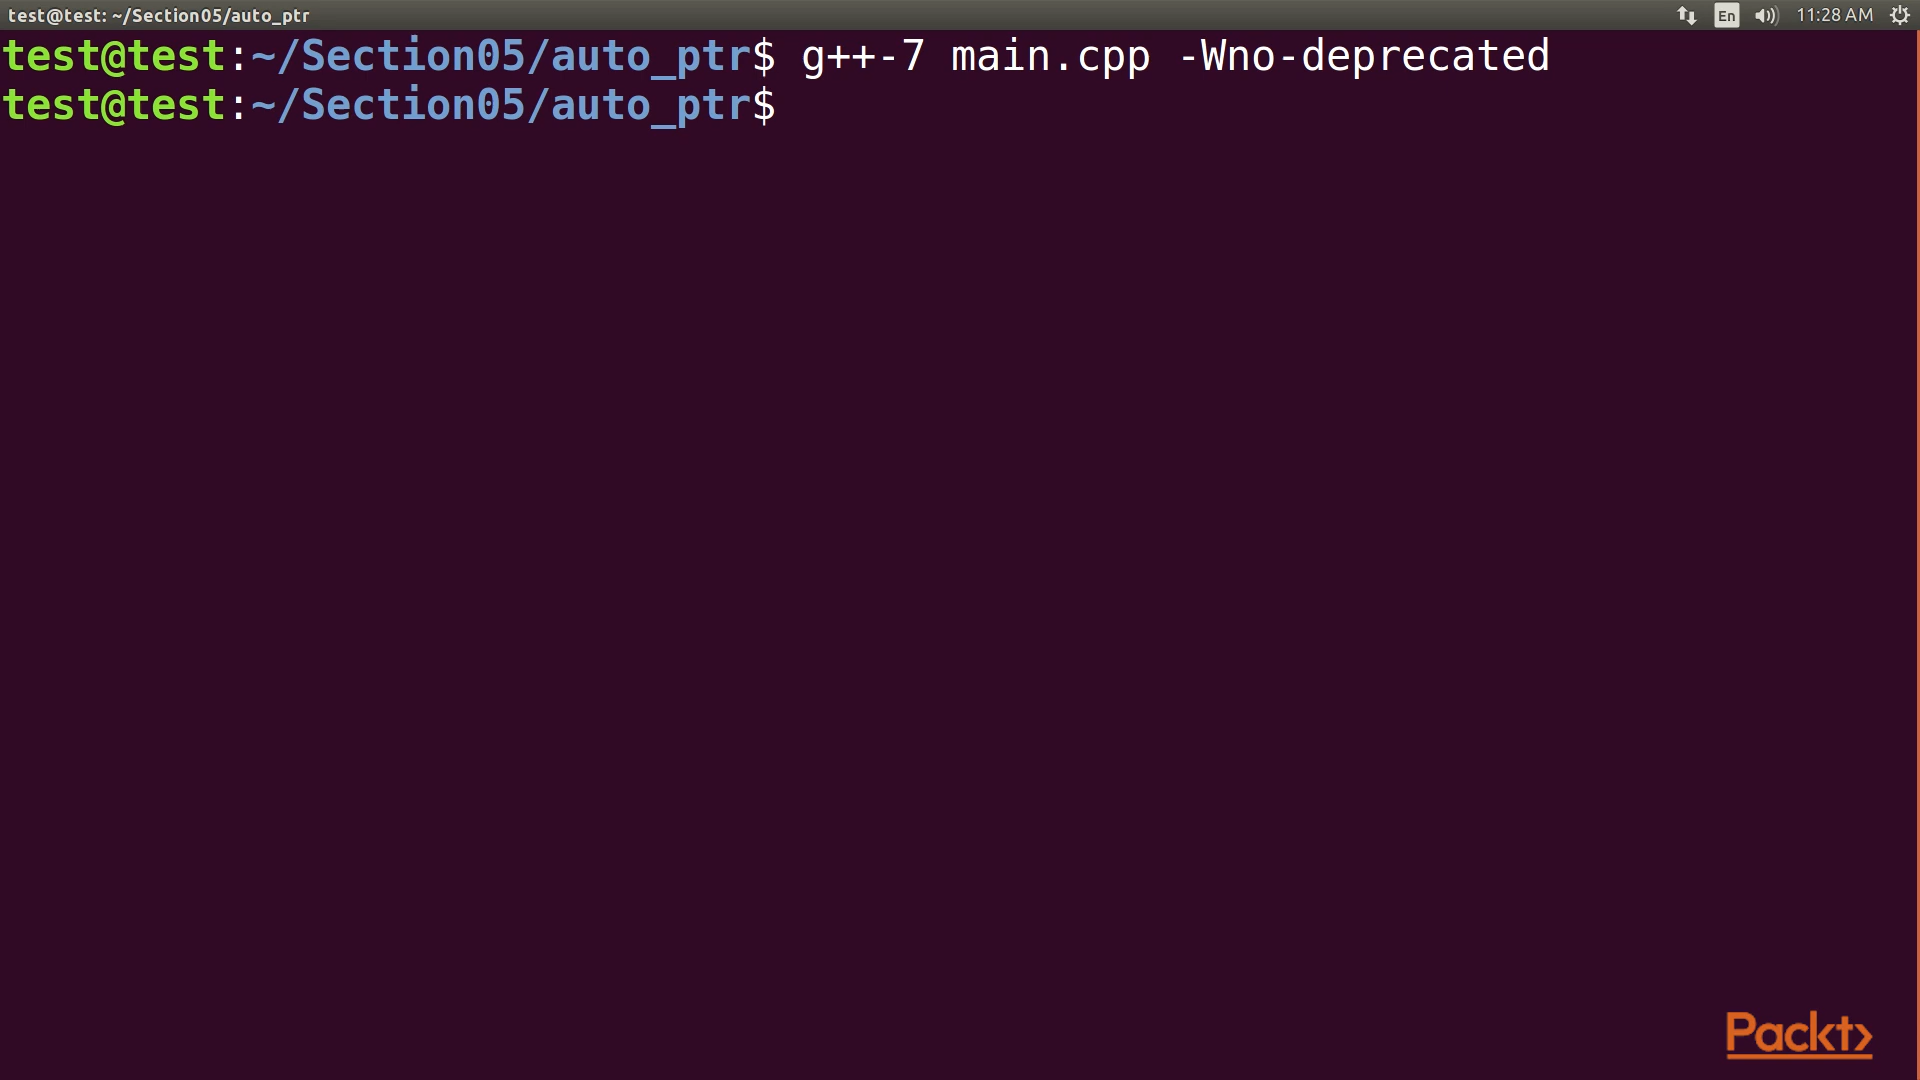 test@test: ~/Section05/auto_ptr
En
11:28 AM
test@test:~/Section05/auto_ptr$ g++-7 main.cpp -Wno-deprecated
test@test:~/Section05/auto_ptr$
Packt>